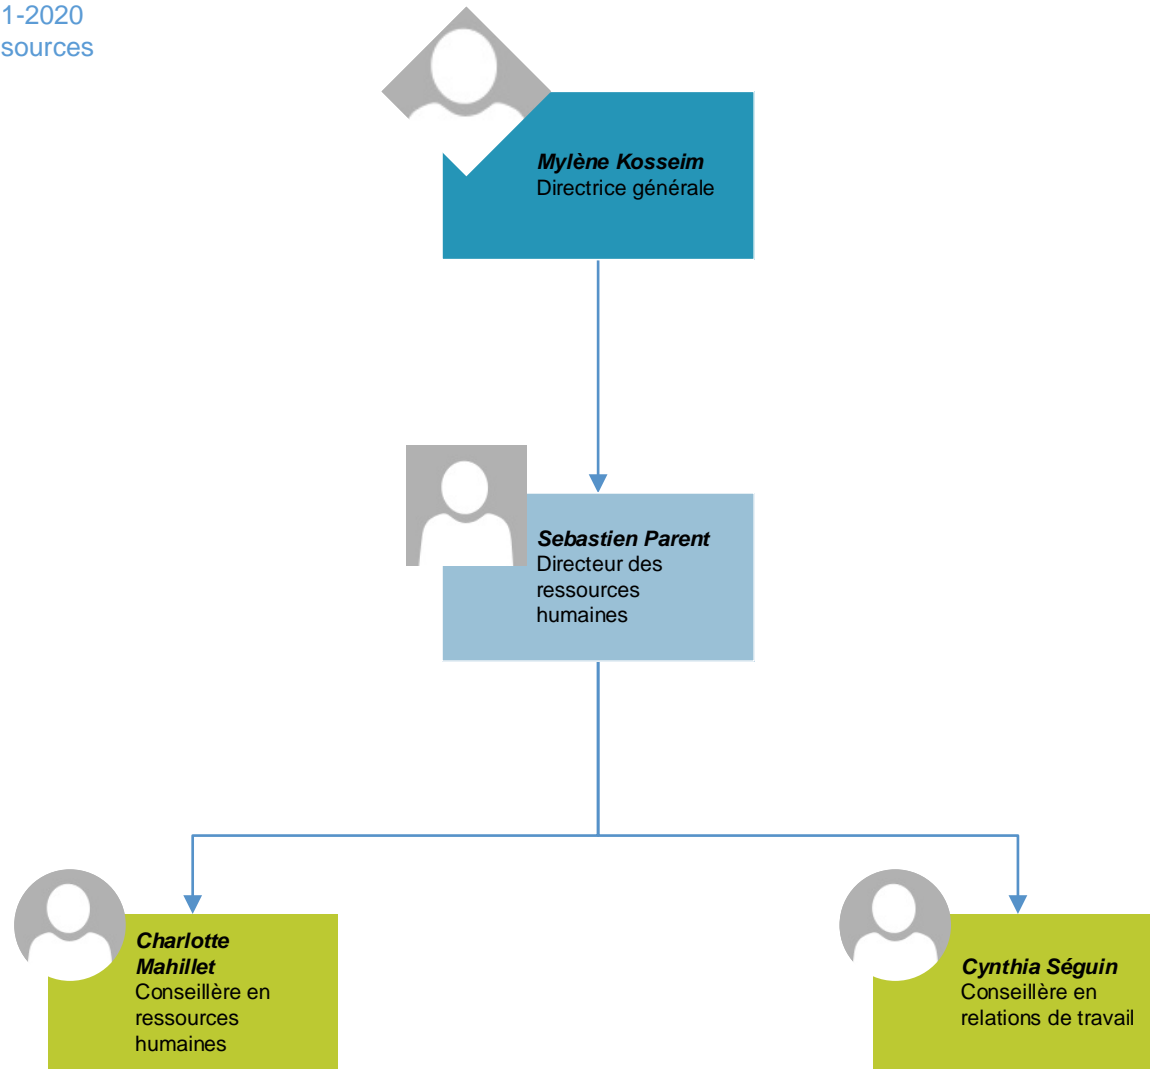 1-2020
sources
Mylène Kosseim
Directrice générale
Sebastien Parent
Directeur des
ressources
humaines
Charlotte
Mahillet
Conseillère en
ressources
humaines
Cynthia Séguin
Conseillère en
relations de travail